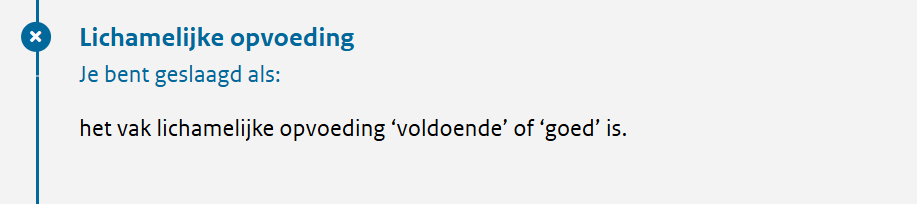 Lichamelijke opvoeding
Je bent geslaagd als:
het vak lichamelijke opvoeding ‘voldoende’ of ‘goed’ is.